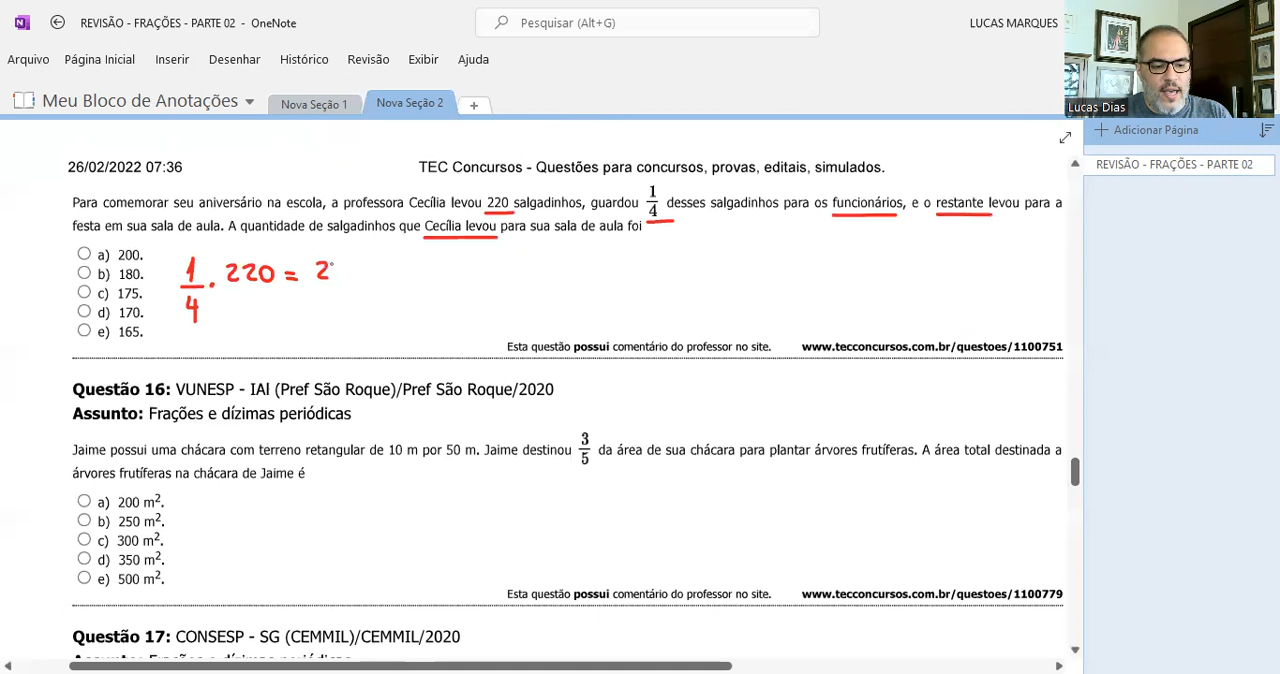 REVISÃO - FRAÇÕES - PARTE 02 - OneNote
Pesquisar (Alt+G)
LUCAS MARQUES
Arquivo Página Inicial Inserir Desenhar Histórico Revisão Exibir Ajuda
Meu Bloco de Anotações
Nova Seção 1
Nova Seção 2
+
Lucas Dias
Adicionar Página
REVISÃO - FRAÇÕES - PARTE 02
26/02/2022 07:36
TEC Concursos - Questões para concursos, provas, editais, simulados.
Para comemorar seu aniversário na escola, a professora Cecília levou 220 salgadinhos, guardou 1/4 desses salgadinhos para os funcionários, e o restante levou para a
festa em sua sala de aula. A quantidade de salgadinhos que Cecília levou para sua sala de aula foi
a) 200.
b) 180.
c) 175.
d) 170.
e) 165.
1/4 . 220 = 2
Esta questão possui comentário do professor no site. www.tecconcursos.com.br/questoes/1100751
Questão 16: VUNESP - IAl (Pref São Roque)/Pref São Roque/2020
Assunto: Frações e dízimas periódicas
Jaime possui uma chácara com terreno retangular de 10 m por 50 m. Jaime destinou 3/5 da área de sua chácara para plantar árvores frutíferas. A área total destinada a
árvores frutíferas na chácara de Jaime é
a) 200 m².
b) 250 m².
c) 300 m².
d) 350 m².
e) 500 m².
Esta questão possui comentário do professor no site. www.tecconcursos.com.br/questoes/1100779
Questão 17: CONSESP - SG (CEMMIL)/CEMMIL/2020
Assunto: Frações e dízimas periódicas